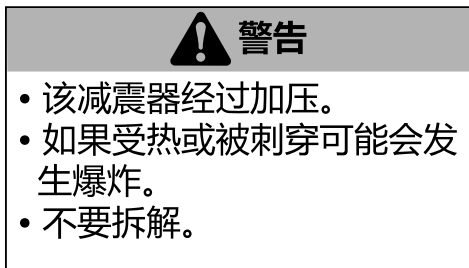 警告
• 该减震器经过加压。
• 如果受热或被刺穿可能会发
生爆炸。
• 不要拆解。